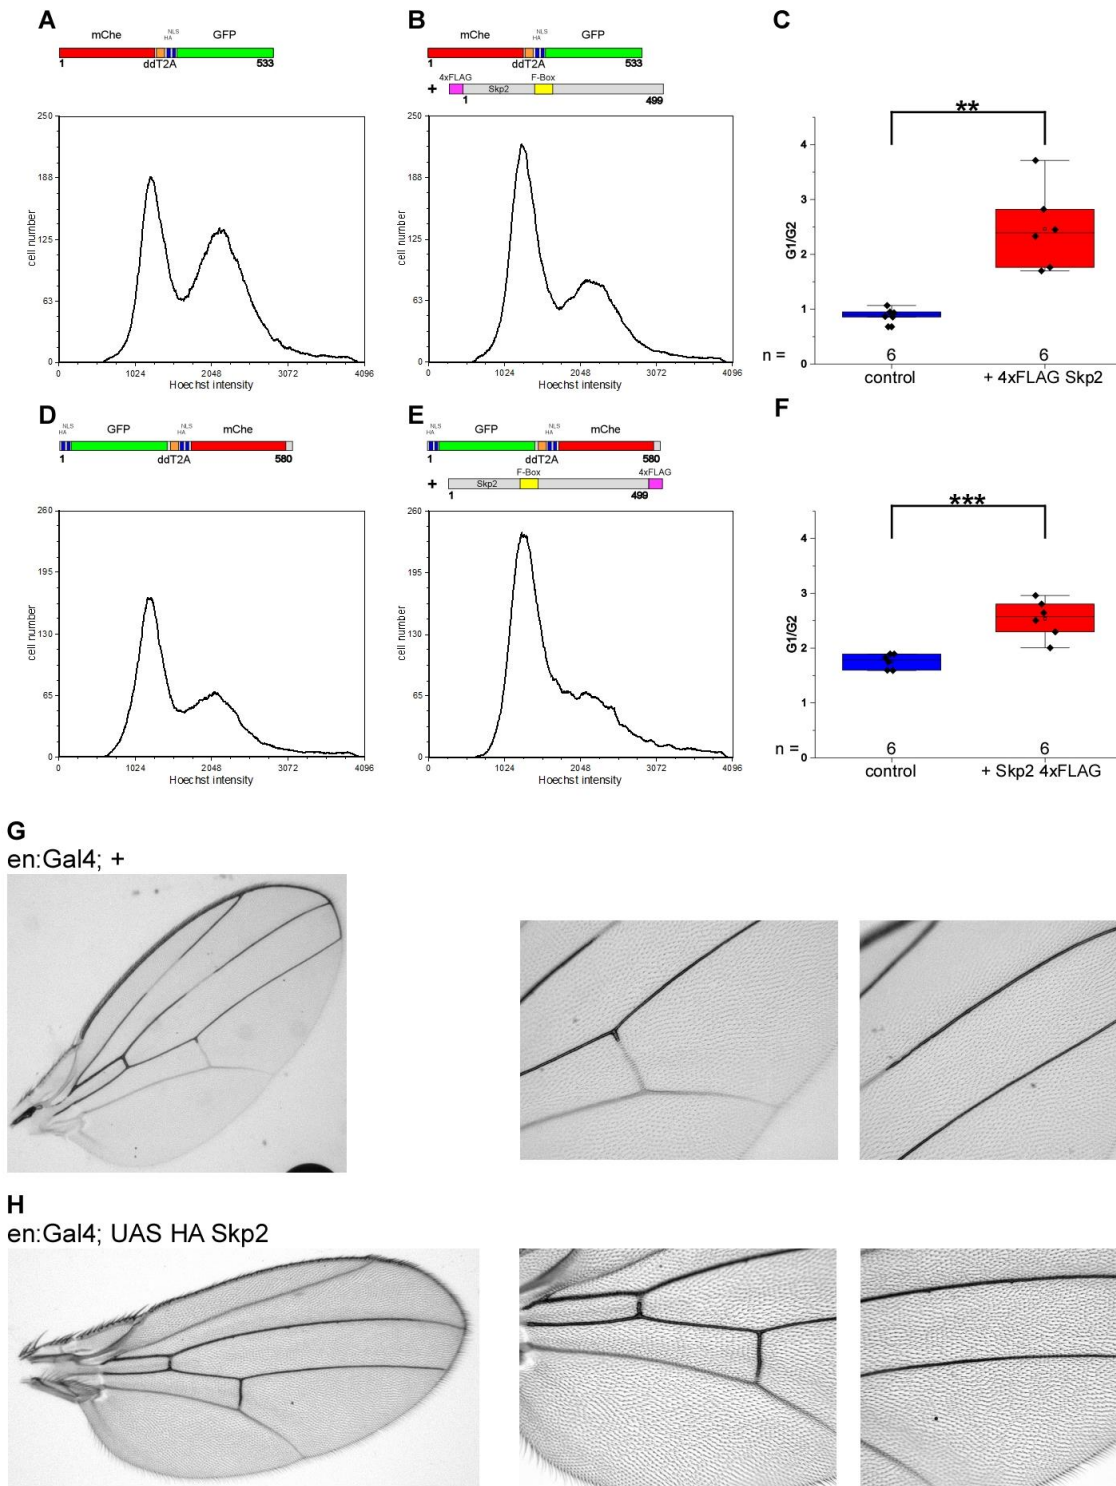 A
B
C
mChe
NLS
HA
GFP
1
ddT2A
533
mChe
NLS
HA
GFP
1
ddT2A
533
+
4xFLAG
Skp2
F-Box
1
499
250
188
125
63
0
cell number
0 1024 2048 3072 4096
Hoechst intensity
250
188
125
63
0
cell number
0 1024 2048 3072 4096
Hoechst intensity
**
4
3
2
1
0
G1/G2
n = 6 6
control + 4xFLAG Skp2
D
E
F
NLS
HA
GFP
NLS
HA
mChe
1
ddT2A
580
NLS
HA
GFP
NLS
HA
mChe
1
ddT2A
580
+
Skp2
F-Box
4xFLAG
1
499
260
195
130
65
0
cell number
0 1024 2048 3072 4096
Hoechst intensity
260
195
130
65
0
cell number
0 1024 2048 3072 4096
Hoechst intensity
***
4
3
2
1
0
G1/G2
n = 6 6
control + Skp2 4xFLAG
G
en:Gal4; +
H
en:Gal4; UAS HA Skp2